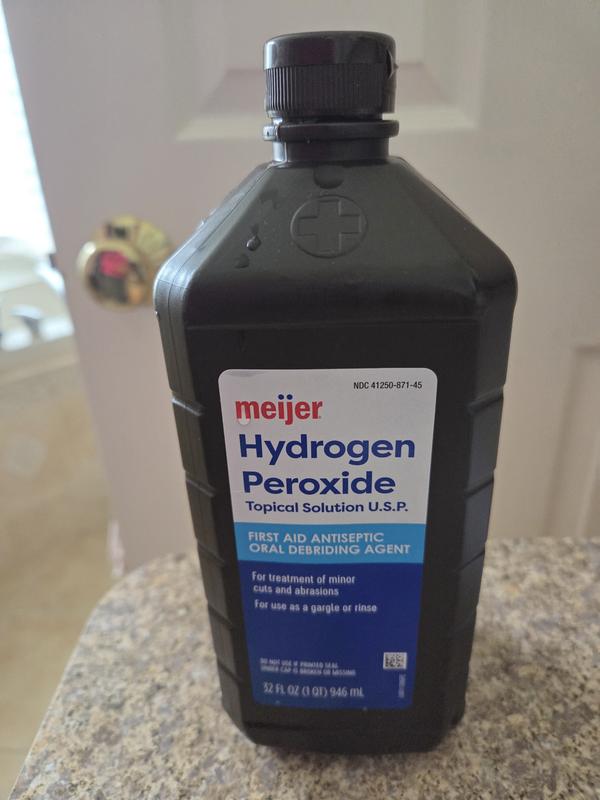 NDC 41250-871-45
meijer
Hydrogen
Peroxide
Topical Solution U.S.P.
FIRST AID ANTISEPTIC
ORAL DEBRIDING AGENT
For treatment of minor
cuts and abrasions
For use as a gargle or rinse
DO NOT USE IF PRINTED SEAL
UNDER CAP IS BROKEN OR MISSING
32 FL OZ (1 QT) 946 mL